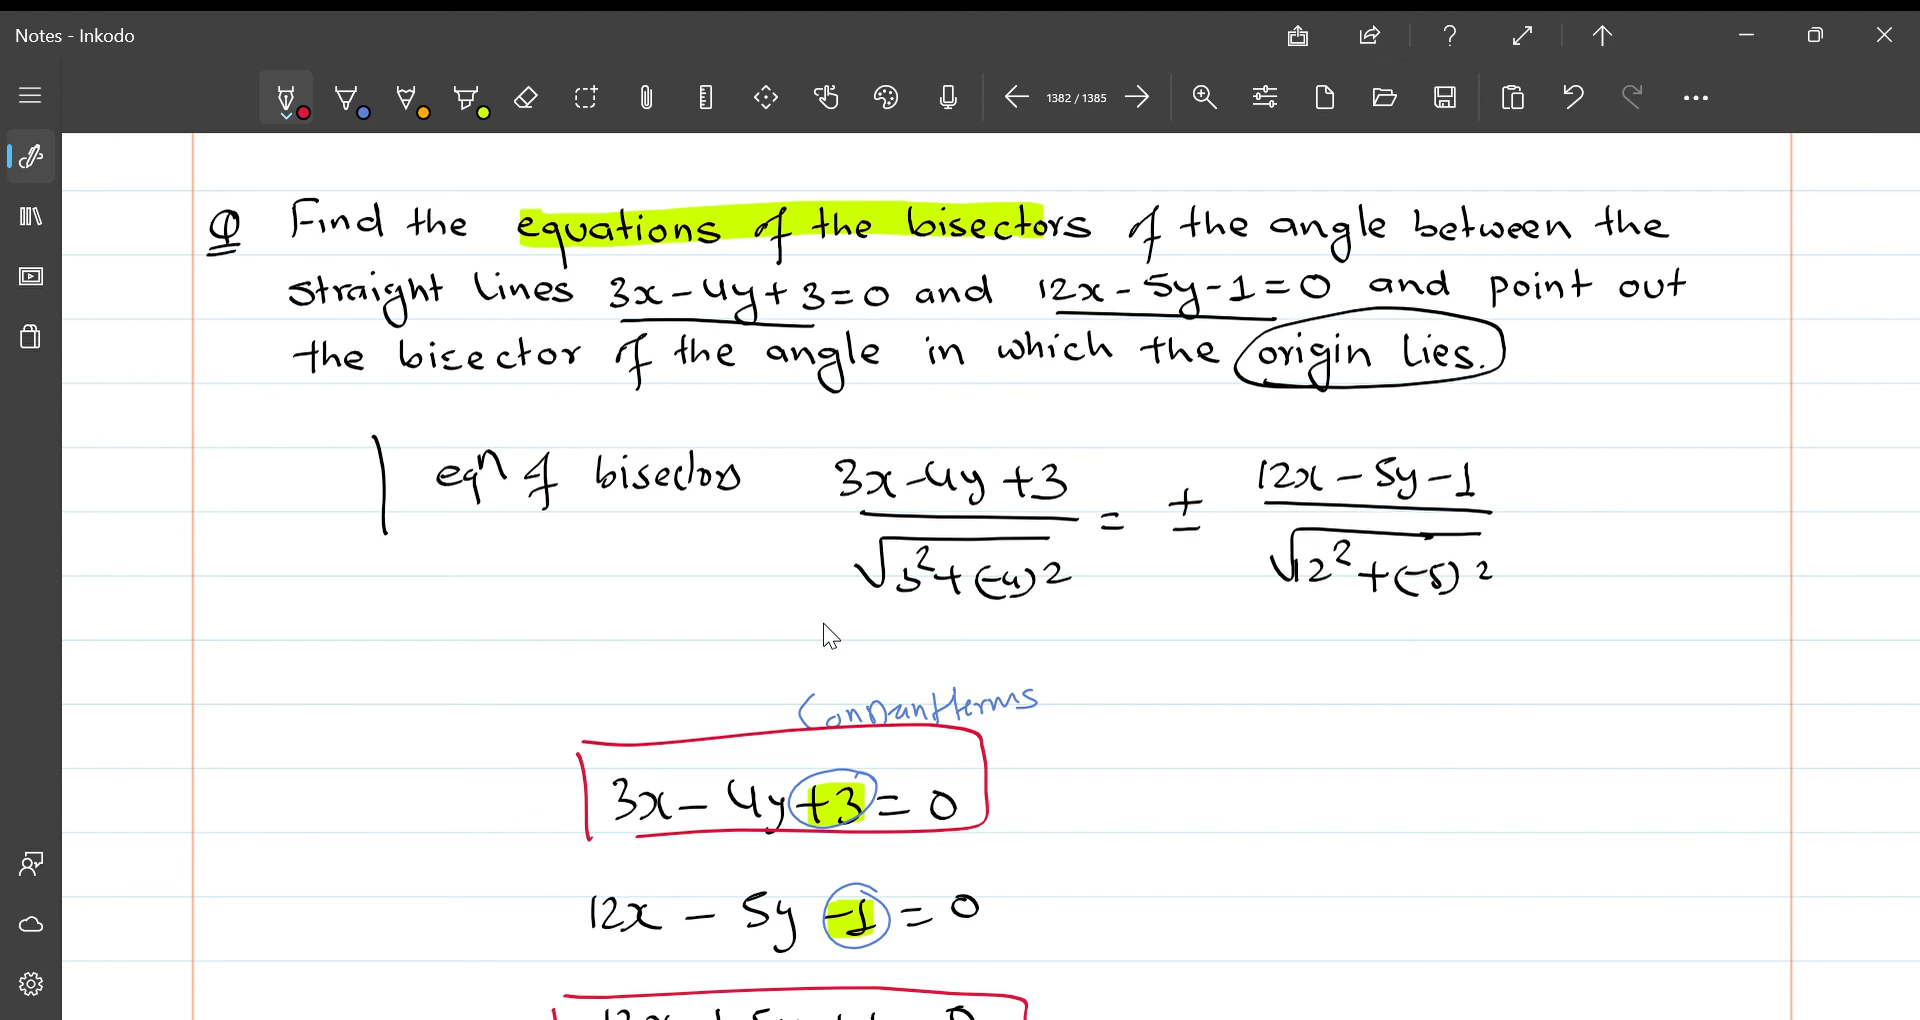 Notes - Inkodo
1382 / 1385
Q Find the equations of the bisectors of the angle between the
straight lines 3x-4y+3=0 and 12x-5y-1=0 and point out
the bisector of the angle in which the origin lies.
eqn of bisectors (3x-4y+3)/√(3²+(-4)²) = ± (12x-5y-1)/√(12²+(-5)²)
Constant terms
3x-4y+3=0
12x-5y-1=0